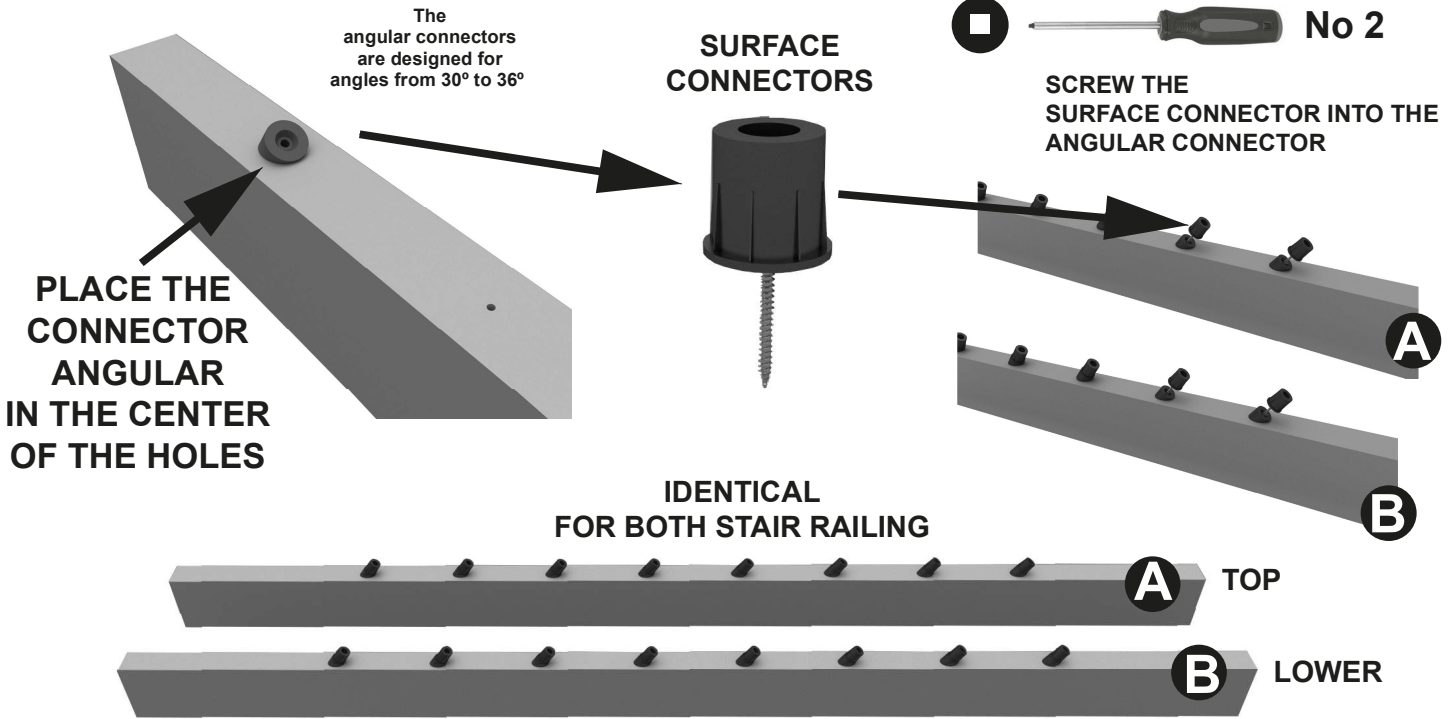 The
angular connectors
are designed for
angles from 30º to 36º
SURFACE
CONNECTORS
No 2
SCREW THE
SURFACE CONNECTOR INTO THE
ANGULAR CONNECTOR
PLACE THE
CONNECTOR
ANGULAR
IN THE CENTER
OF THE HOLES
A
B
IDENTICAL
FOR BOTH STAIR RAILING
A TOP
B LOWER